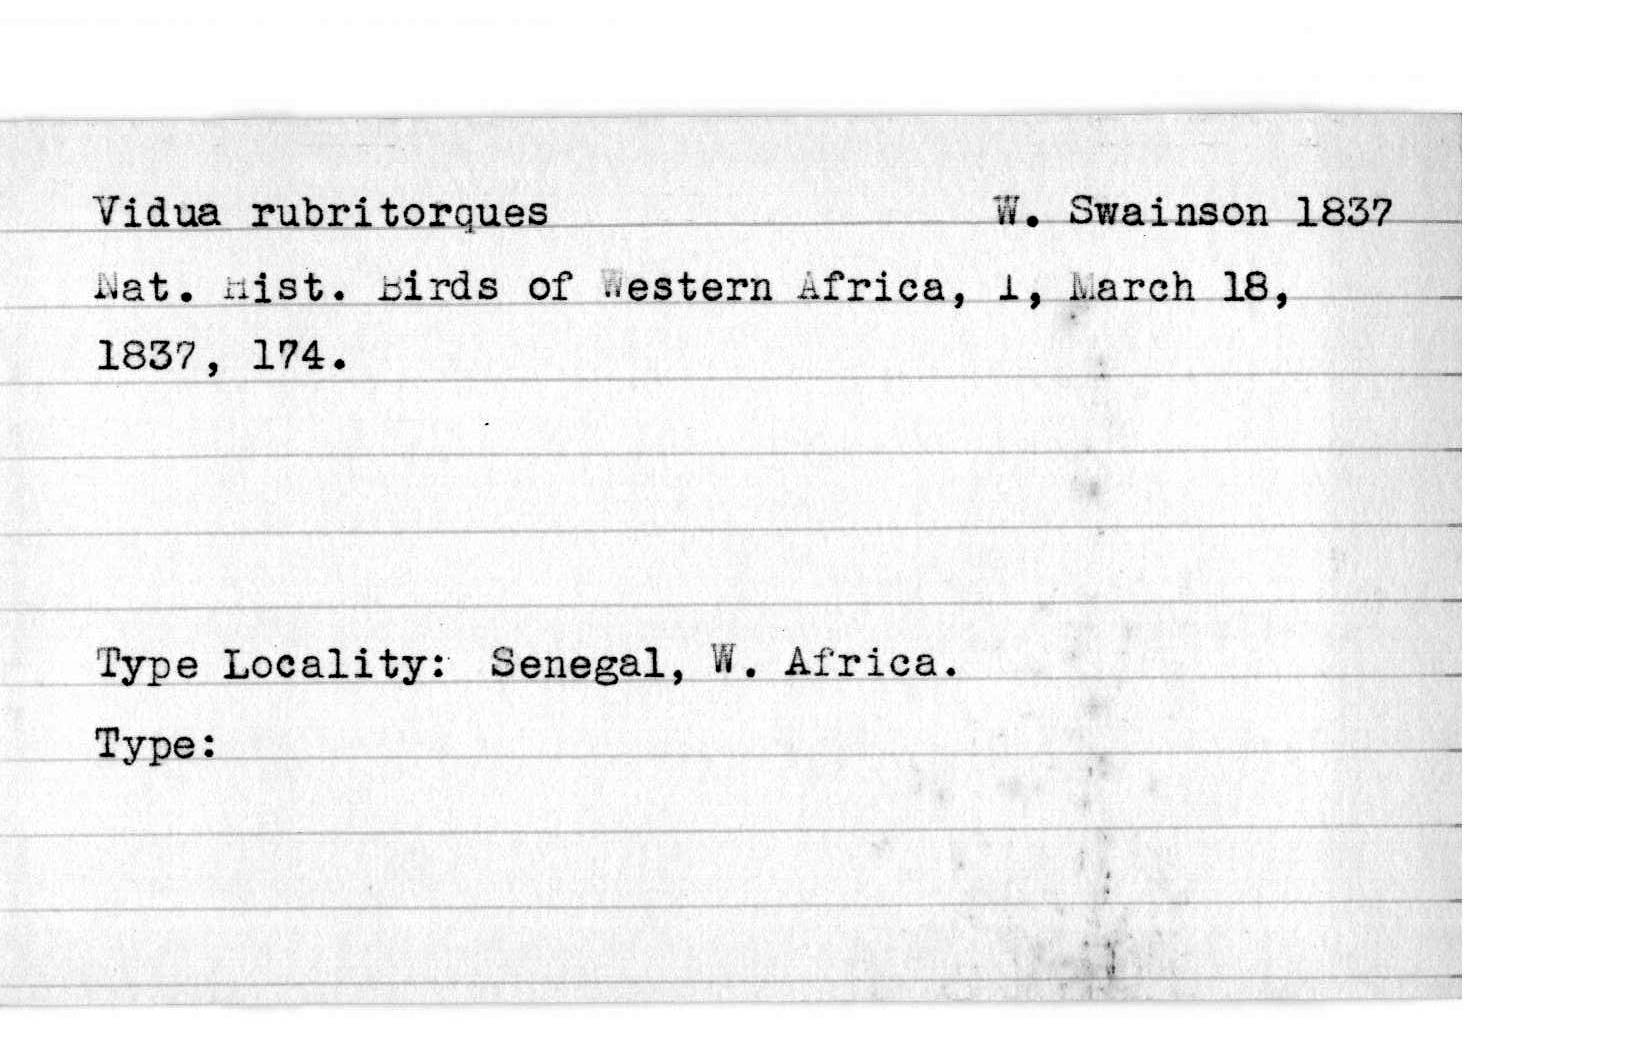 Vidua rubritorques W. Swainson 1837
Nat. Hist. Birds of Western Africa, 1, March 18,
1837, 174.
Type Locality: Senegal, W. Africa.
Type: